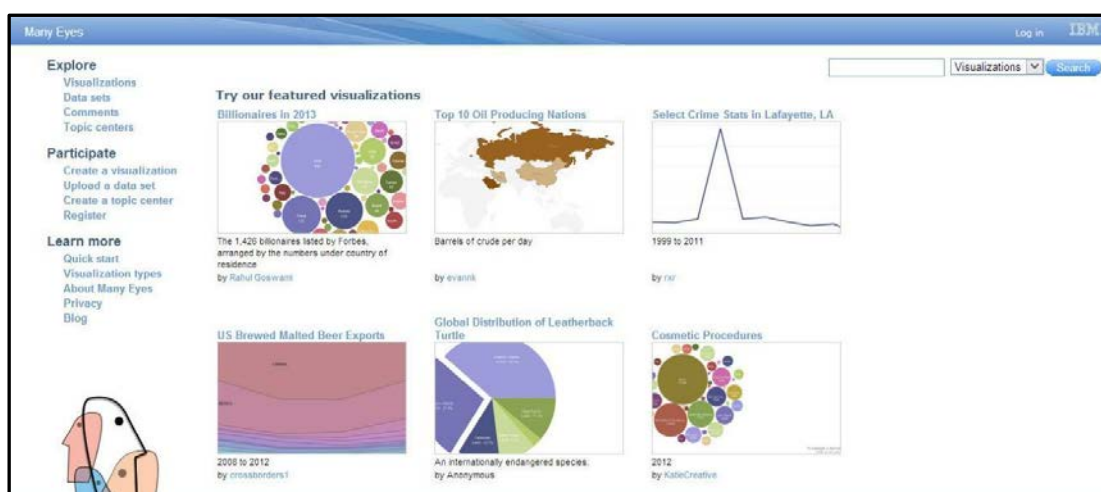 Many Eyes
Log in
IBM
Explore
Visualizations
Data sets
Comments
Topic centers
Participate
Create a visualization
Upload a data set
Create a topic center
Register
Learn more
Quick start
Visualization types
About Many Eyes
Privacy
Blog
Visualizations
Search
Try our featured visualizations
Billionaires in 2013
The 1,426 billionaires listed by Forbes,
arranged by the numbers under country of
residence
by Rahul Goswami
Top 10 Oil Producing Nations
Barrels of crude per day
by evannk
Select Crime Stats in Lafayette, LA
1999 to 2011
by rxr
US Brewed Malted Beer Exports
2006 to 2012
by crossborders1
Global Distribution of Leatherback
Turtle
An internationally endangered species.
by Anonymous
Cosmetic Procedures
2012
by KatieCreative